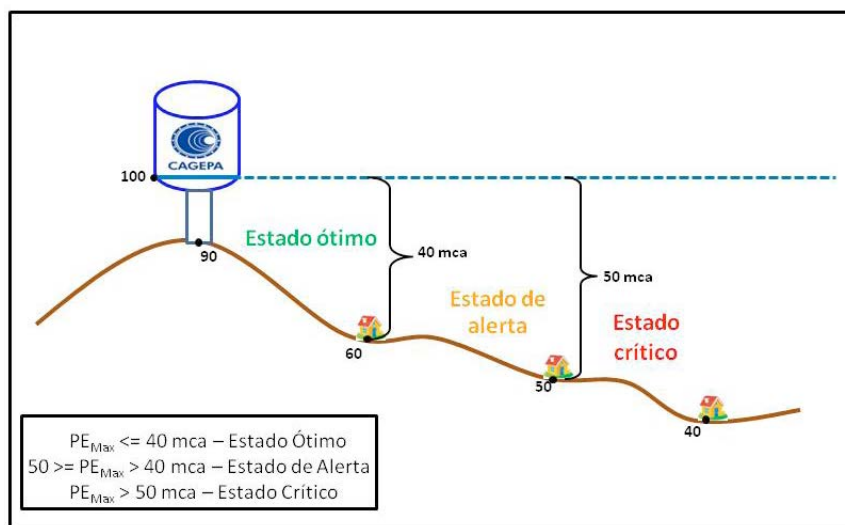 CAGEPA
100
90
Estado ótimo
40 mca
50 mca
Estado de
alerta
Estado
crítico
60
50
40
PEMax <= 40 mca – Estado Ótimo
50 >= PEMax > 40 mca – Estado de Alerta
PEMax > 50 mca – Estado Crítico